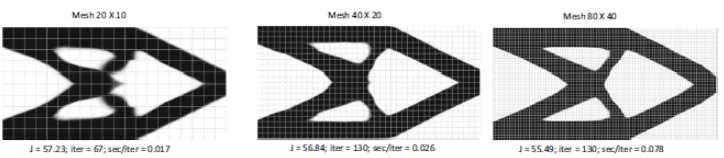 Mesh 20 X 10
Mesh 40 X 20
Mesh 80 X 40
J = 57.23; iter = 67; sec/iter = 0.017
J = 56.84; iter = 130; sec/iter = 0.026
J = 55.49; iter = 130; sec/iter = 0.078